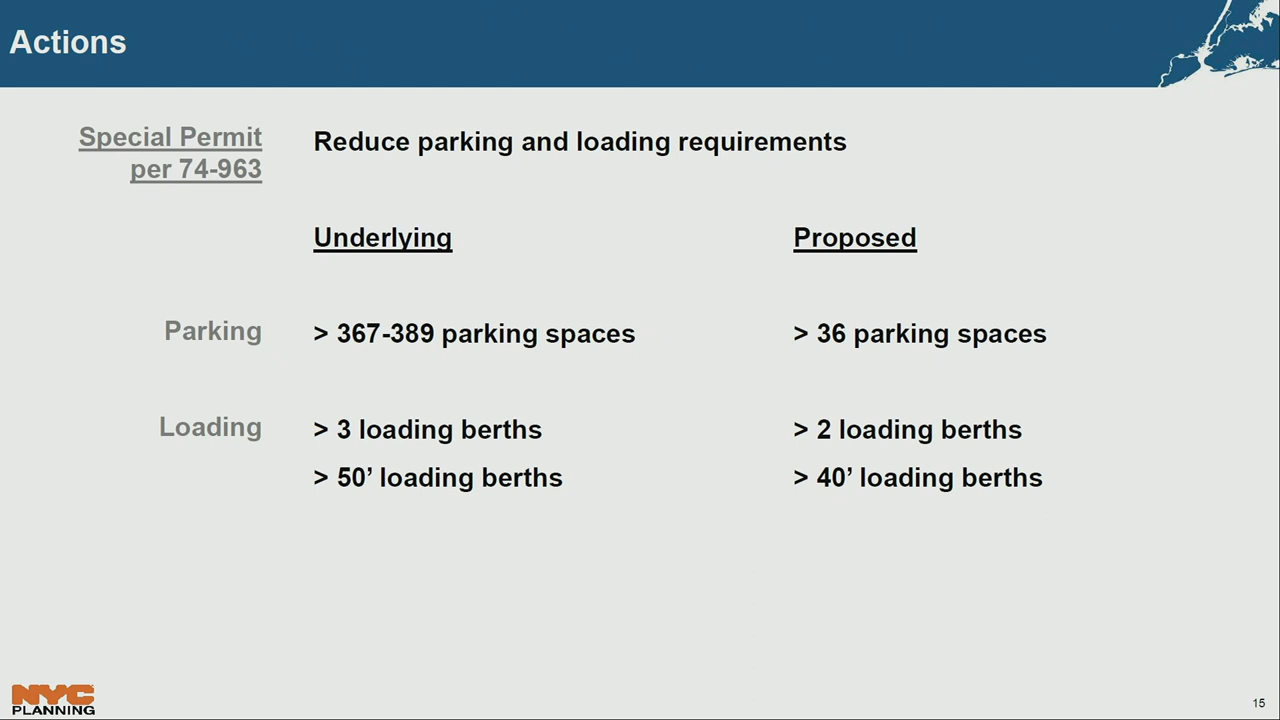 Actions
Special Permit
per 74-963
Reduce parking and loading requirements
Underlying
Proposed
Parking
> 367-389 parking spaces
> 36 parking spaces
Loading
> 3 loading berths
> 2 loading berths
> 50’ loading berths
> 40’ loading berths
NYC
PLANNING
15